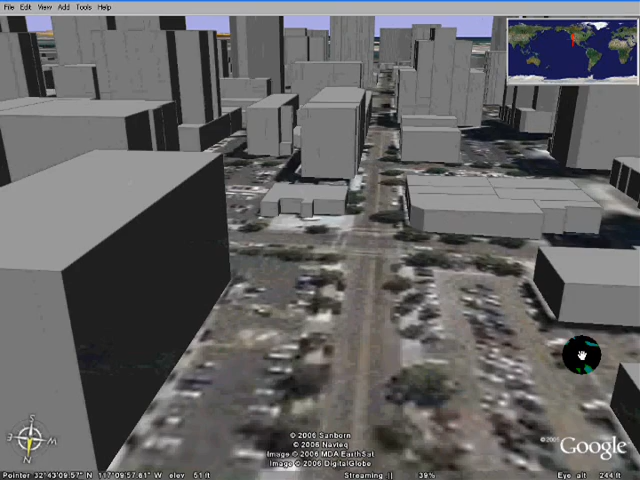 File Edit View Add Tools Help
S
E W
N
© 2006 Sanborn
© 2006 Navteq
Image © 2006 MDA EarthSat
Image © 2006 DigitalGlobe
©2005 Google
Pointer 32°43'09.57" N 117°09'57.61" W elev 51 ft Streaming || 39% Eye alt 244 ft